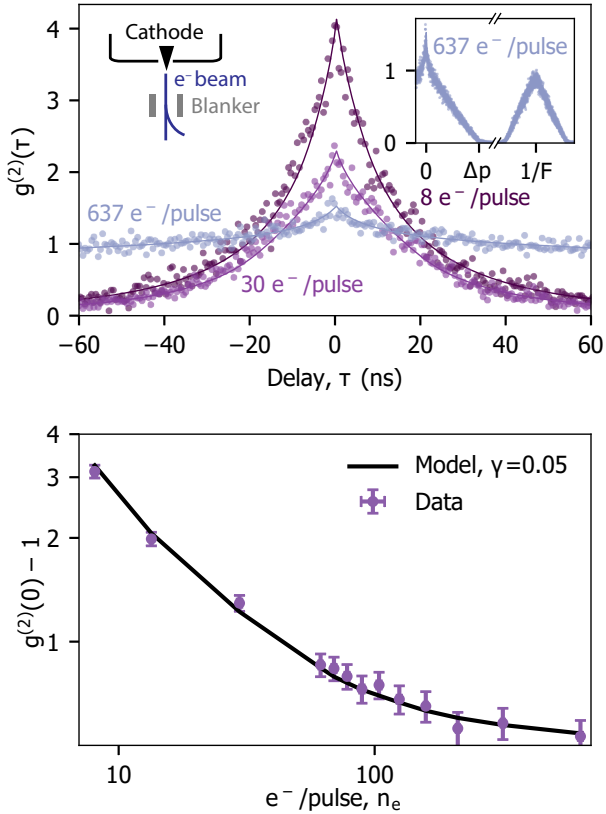 Cathode
e⁻ beam
Blanker
637 e⁻/pulse
8 e⁻/pulse
30 e⁻/pulse
637 e⁻/pulse
1
0
0 Δp 1/F
4
3
2
1
0
g⁽²⁾(τ)
−60 −40 −20 0 20 40 60
Delay, τ (ns)
4
3
2
1
g⁽²⁾(0) − 1
Model, γ=0.05
Data
10 100
e⁻/pulse, nₑ